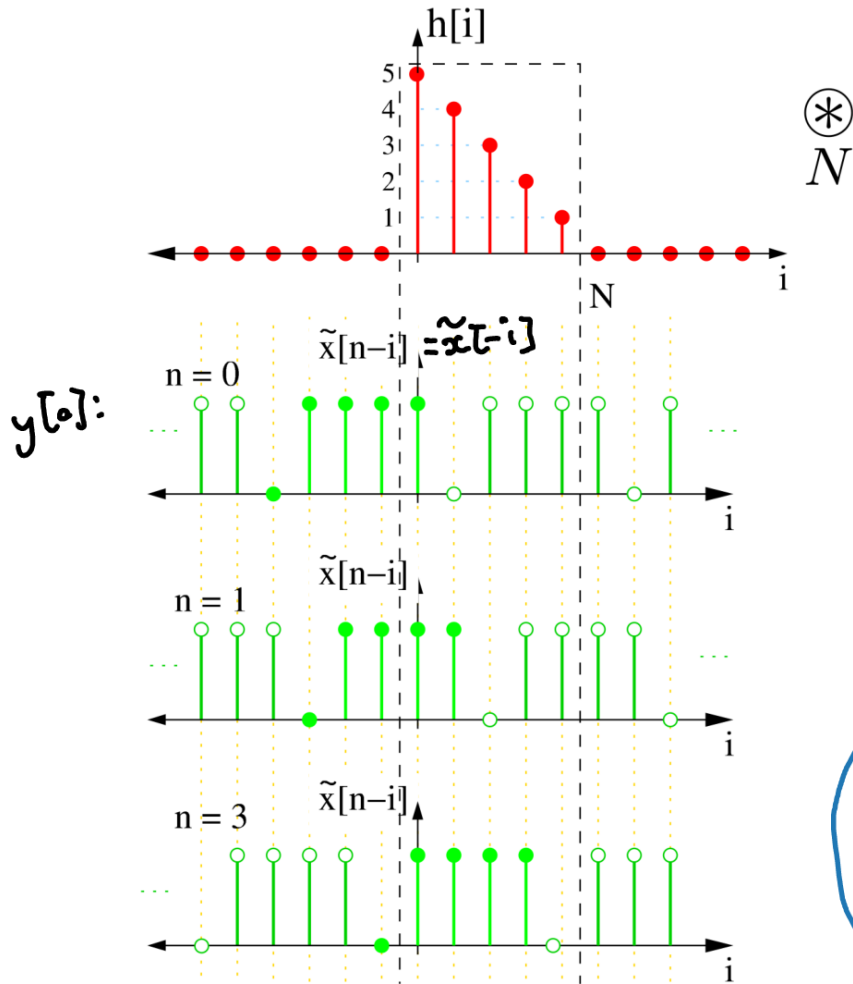 h[i]
5
4
3
2
1
⊛
N
i
N
x̃[n−i] = x̃[-i]
n = 0
y[0]:
....
....
i
x̃[n−i]
n = 1
....
....
i
x̃[n−i]
n = 3
....
i